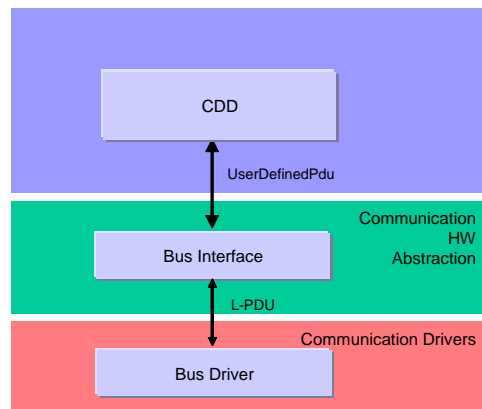 CDD
UserDefinedPdu
Communication
HW
Abstraction
Bus Interface
L-PDU
Communication Drivers
Bus Driver